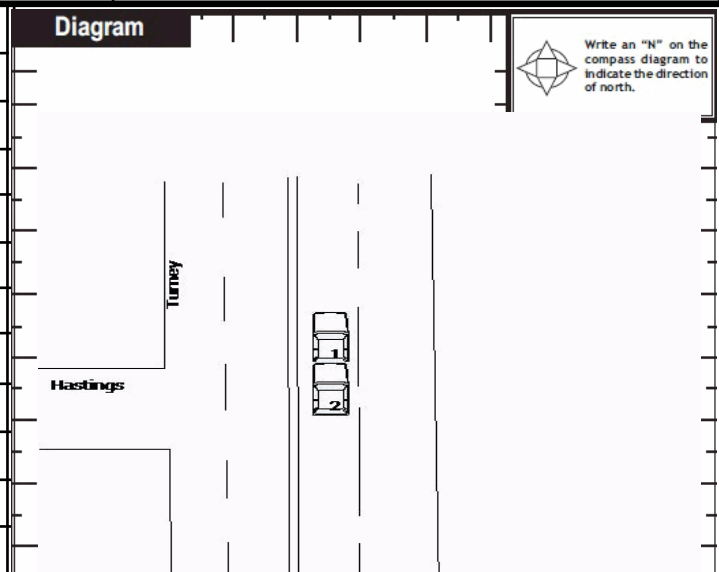 Diagram
Write an “N” on the
compass diagram to
indicate the direction
of north.
Turney
1
Hastings
2